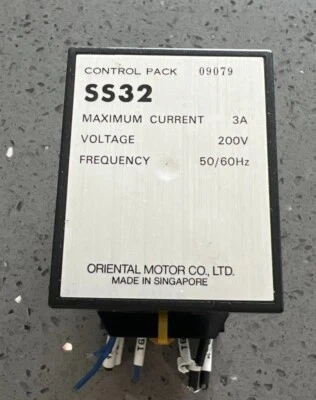 CONTROL PACK 09079
SS32
MAXIMUM CURRENT 3A
VOLTAGE 200V
FREQUENCY 50/60Hz
ORIENTAL MOTOR CO., LTD.
MADE IN SINGAPORE